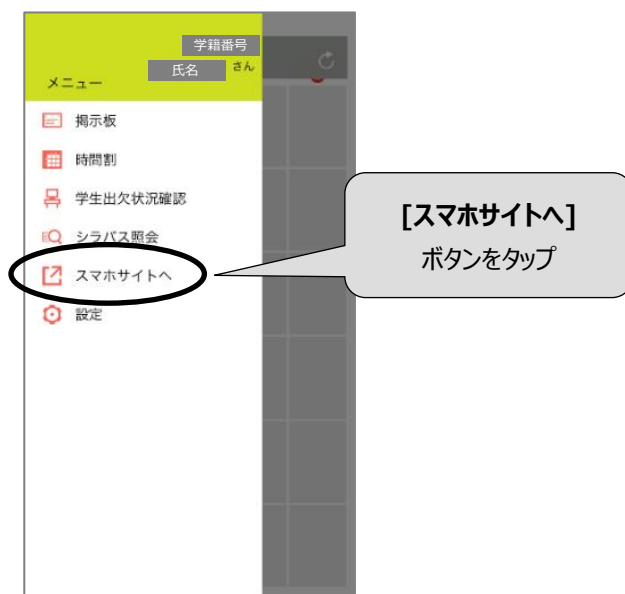 学籍番号
氏名 さん
メニュー
掲示板
時間割
学生出欠状況確認
シラバス照会
スマホサイトへ
設定
[スマホサイトへ]
ボタンをタップ